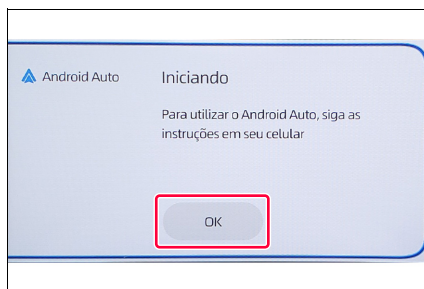 Android Auto
Iniciando
Para utilizar o Android Auto, siga as
instruções em seu celular
OK